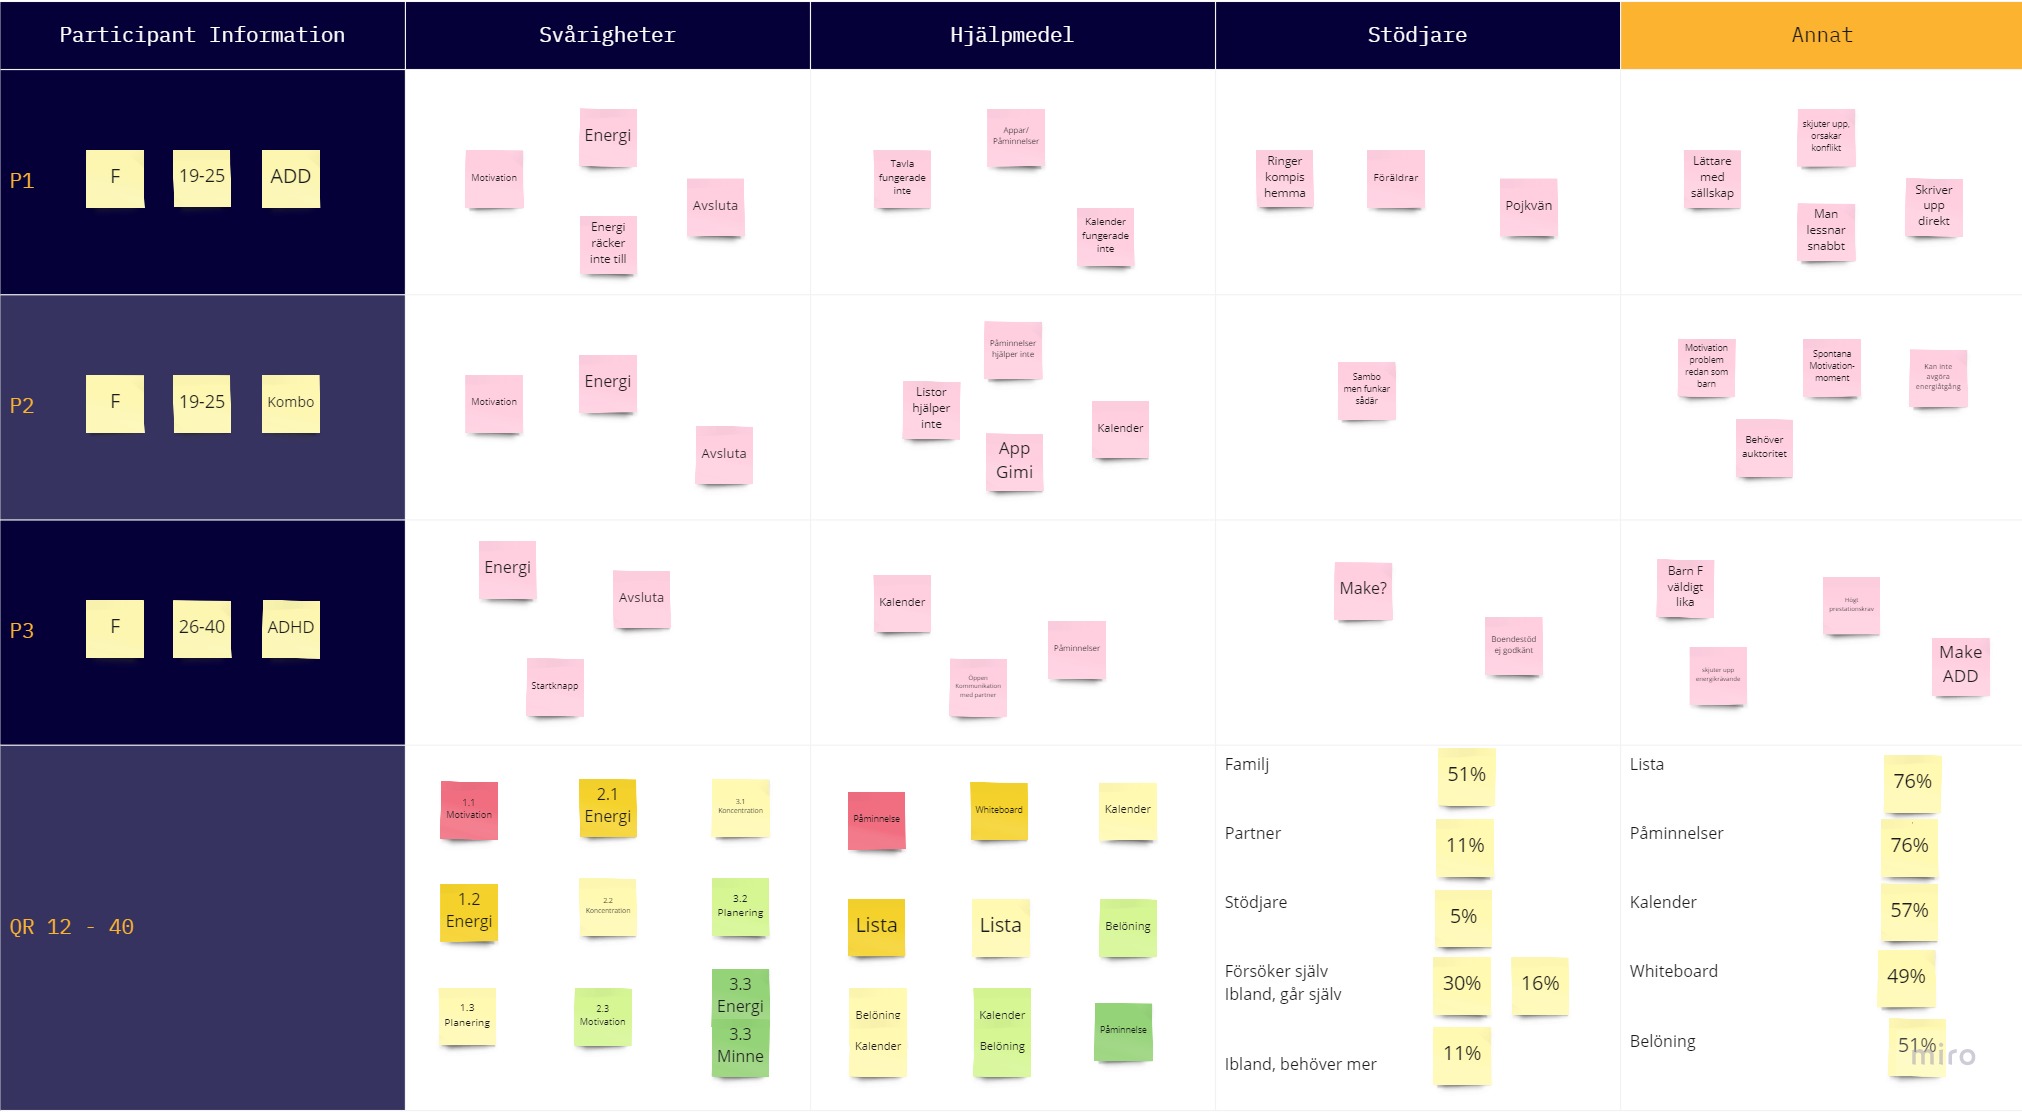 Participant Information
Svårigheter
Hjälpmedel
Stödjare
Annat
P1
F
19-25
ADD
Motivation
Energi
Energi
räcker
inte till
Avsluta
Tavla
fungerade
inte
Appar/
Påminnelser
Kalender
fungerade
inte
Ringer
kompis
hemma
Föräldrar
Pojkvän
Lättare
med
sällskap
skjuter upp,
orsakar
konflikt
Man
lessnar
snabbt
Skriver
upp
direkt
P2
F
19-25
Kombo
Motivation
Energi
Avsluta
Listor
hjälper
inte
Påminnelser
hjälper inte
App
Gimi
Kalender
Sambo
men funkar
sådär
Motivation
problem
redan som
barn
Spontana
Motivation-
moment
Kan inte
avgöra
energiåtgång
Behöver
auktoritet
P3
F
26-40
ADHD
Energi
Avsluta
Startknapp
Kalender
Påminnelser
Öppen
Kommunikation
med partner
Make?
Boendestöd
ej godkänt
Barn F
väldigt
lika
Högt
prestationskrav
skjuter upp
energikrävande
Make
ADD
QR 12 - 40
1.1
Motivation
2.1
Energi
3.1
Koncentration
1.2
Energi
2.2
Koncentration
3.2
Planering
1.3
Planering
2.3
Motivation
3.3
Energi
3.3
Minne
Påminnelse
Whiteboard
Kalender
Lista
Lista
Belöning
Belöning
Kalender
Kalender
Belöning
Påminnelse
Familj
51%
Partner
11%
Stödjare
5%
Försöker själv
Ibland, går själv
30%
16%
Ibland, behöver mer
11%
Lista
76%
Påminnelser
76%
Kalender
57%
Whiteboard
49%
Belöning
51%
miro